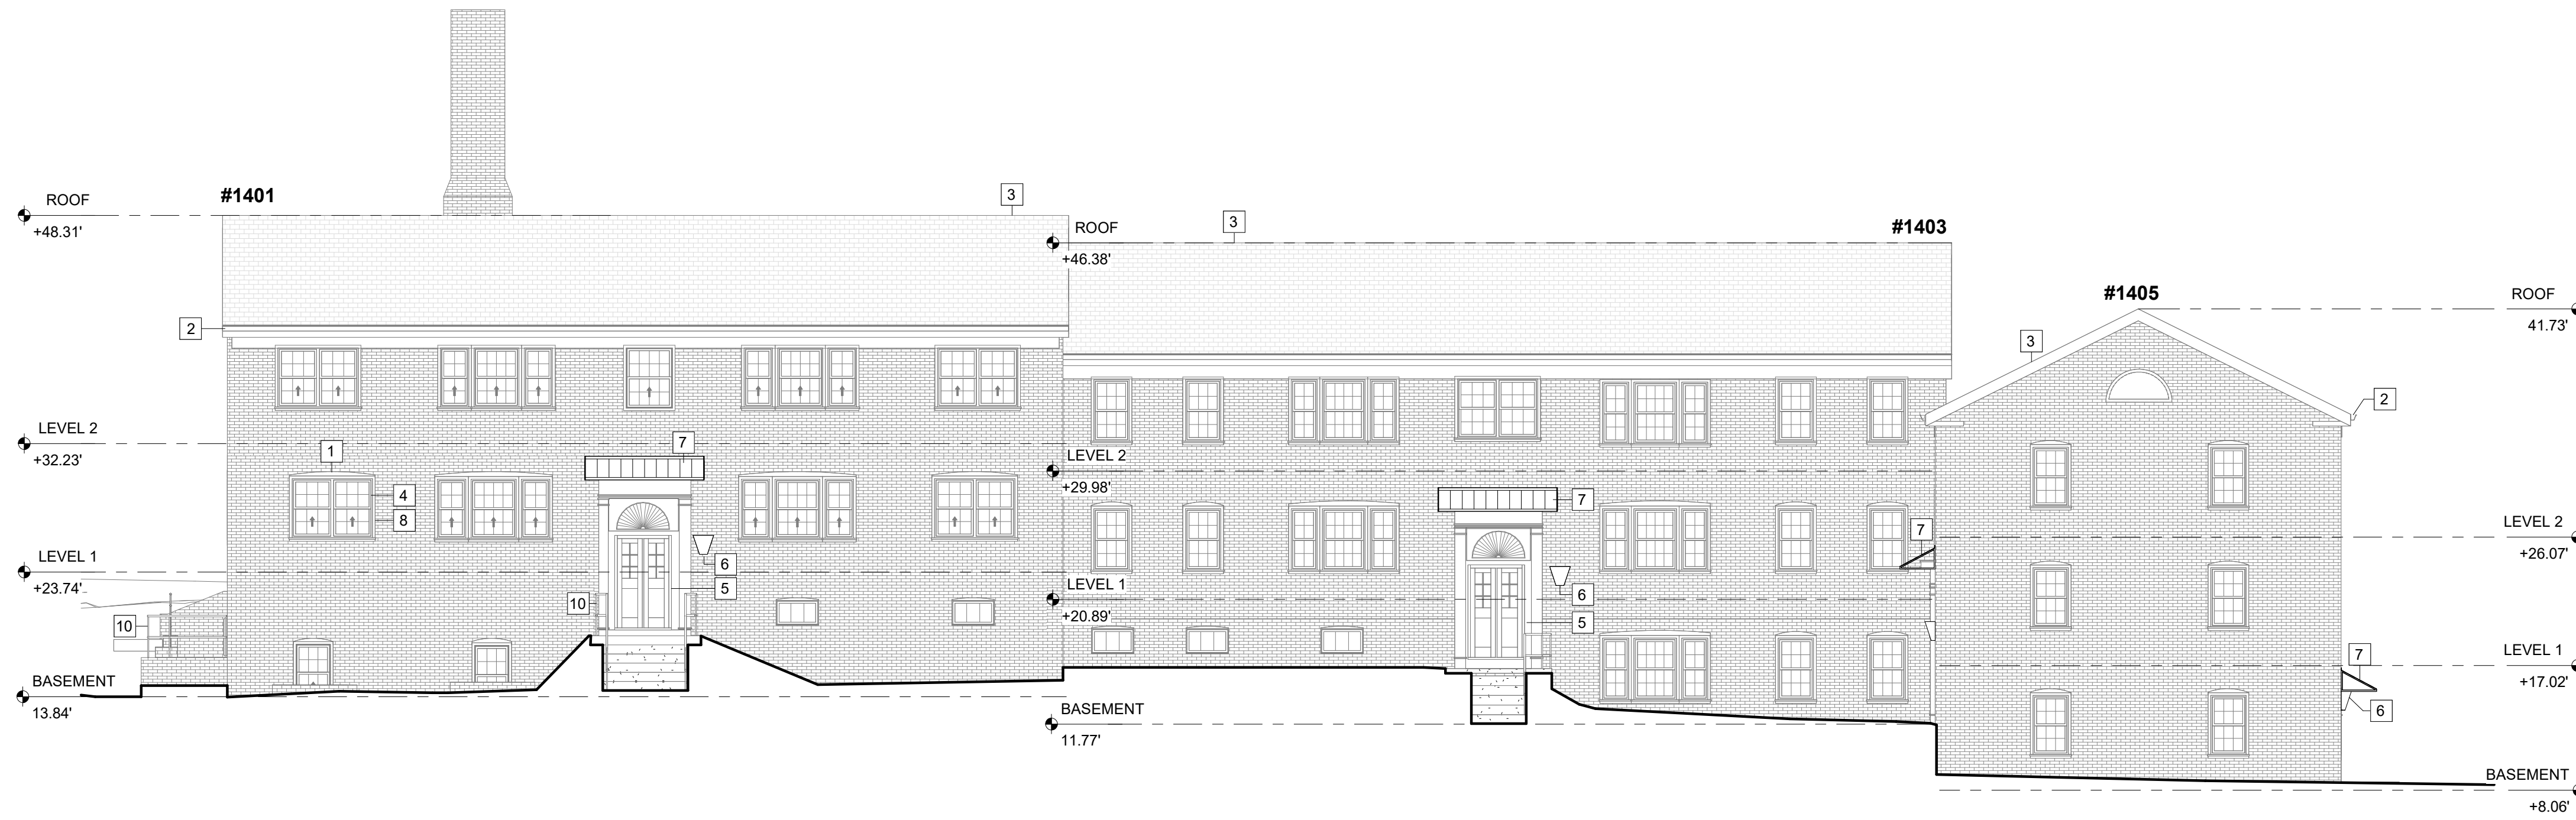 #1401
ROOF
+48.31'
3
ROOF
+46.38'
3
#1403
#1405
ROOF
41.73'
2
3
2
LEVEL 2
+32.23'
1
7
4
8
LEVEL 2
+29.98'
7
7
LEVEL 2
+26.07'
LEVEL 1
+23.74'
6
5
10
10
LEVEL 1
+20.89'
6
5
LEVEL 1
+17.02'
7
6
BASEMENT
13.84'
BASEMENT
11.77'
BASEMENT
+8.06'